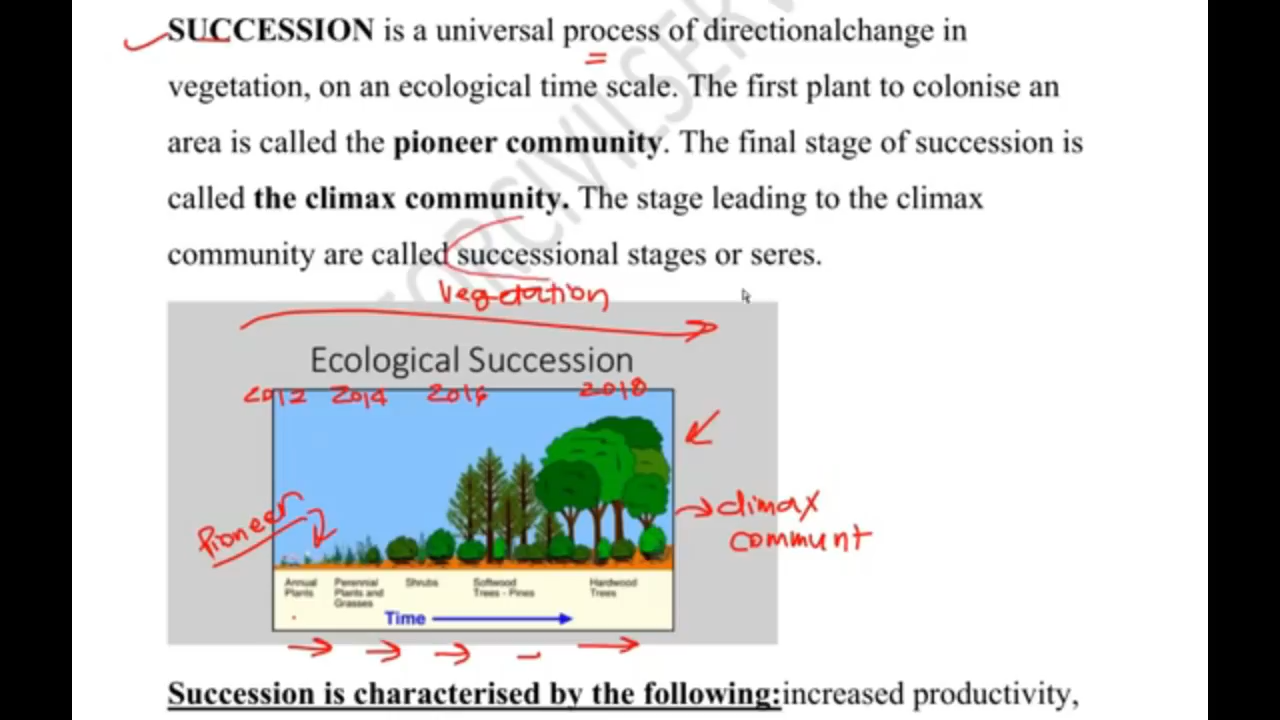 SUCCESSION is a universal process of directionalchange in
vegetation, on an ecological time scale. The first plant to colonise an
area is called the pioneer community. The final stage of succession is
called the climax community. The stage leading to the climax
community are called successional stages or seres.
Vegetation
Ecological Succession
2012 2014 2016 2018
Pioneer
climax
communt
Annual Plants
Perennial Plants and Grasses
Shrubs
Softwood Trees - Pines
Hardwood Trees
Time
Succession is characterised by the following:increased productivity,